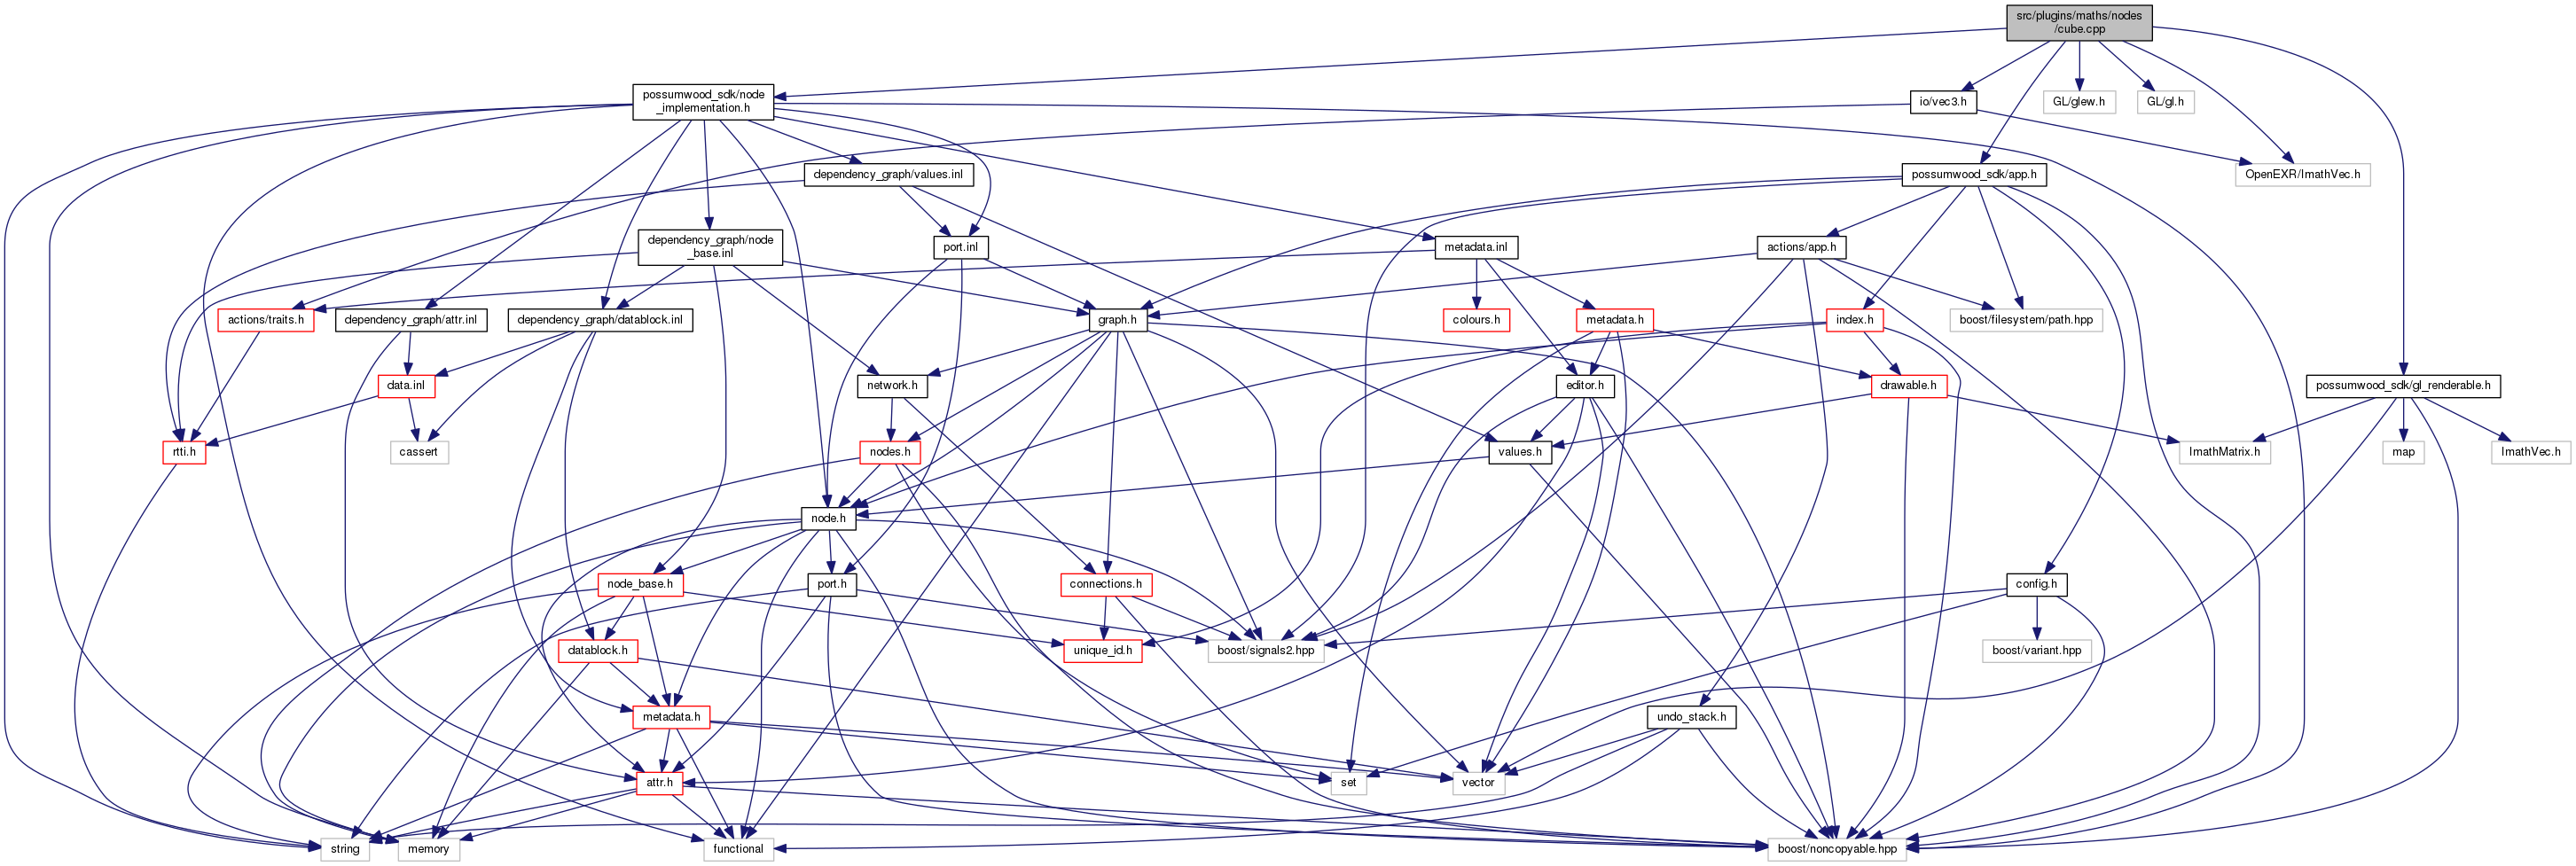 src/plugins/maths/nodes
/cube.cpp
possumwood_sdk/node
_implementation.h
io/vec3.h
GL/glew.h
GL/gl.h
dependency_graph/values.inl
possumwood_sdk/app.h
OpenEXR/ImathVec.h
dependency_graph/node
_base.inl
port.inl
metadata.inl
actions/app.h
actions/traits.h
dependency_graph/attr.inl
dependency_graph/datablock.inl
graph.h
colours.h
metadata.h
index.h
boost/filesystem/path.hpp
data.inl
network.h
editor.h
drawable.h
possumwood_sdk/gl_renderable.h
rtti.h
cassert
nodes.h
values.h
ImathMatrix.h
map
ImathVec.h
node.h
node_base.h
port.h
connections.h
config.h
datablock.h
unique_id.h
boost/signals2.hpp
boost/variant.hpp
metadata.h
undo_stack.h
attr.h
set
vector
string
memory
functional
boost/noncopyable.hpp